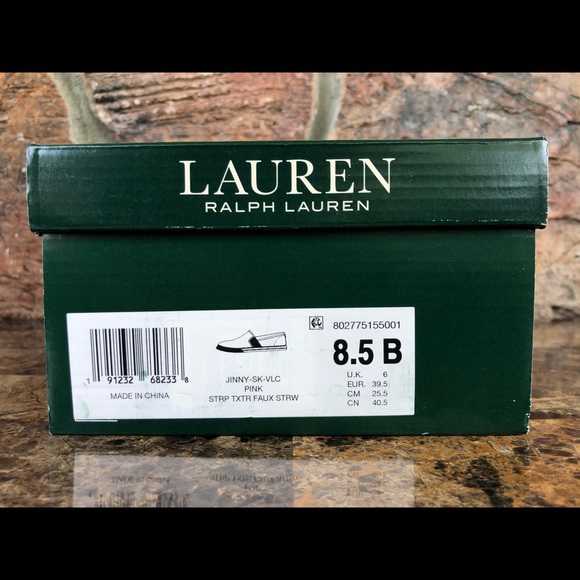 LAUREN
RALPH LAUREN
802775155001
8.5 B
U.K. 6
EUR. 39.5
CM 25.5
CN 40.5
JINNY-SK-VLC
PINK
STRP TXTR FAUX STRW
1 91232 68233 8
MADE IN CHINA